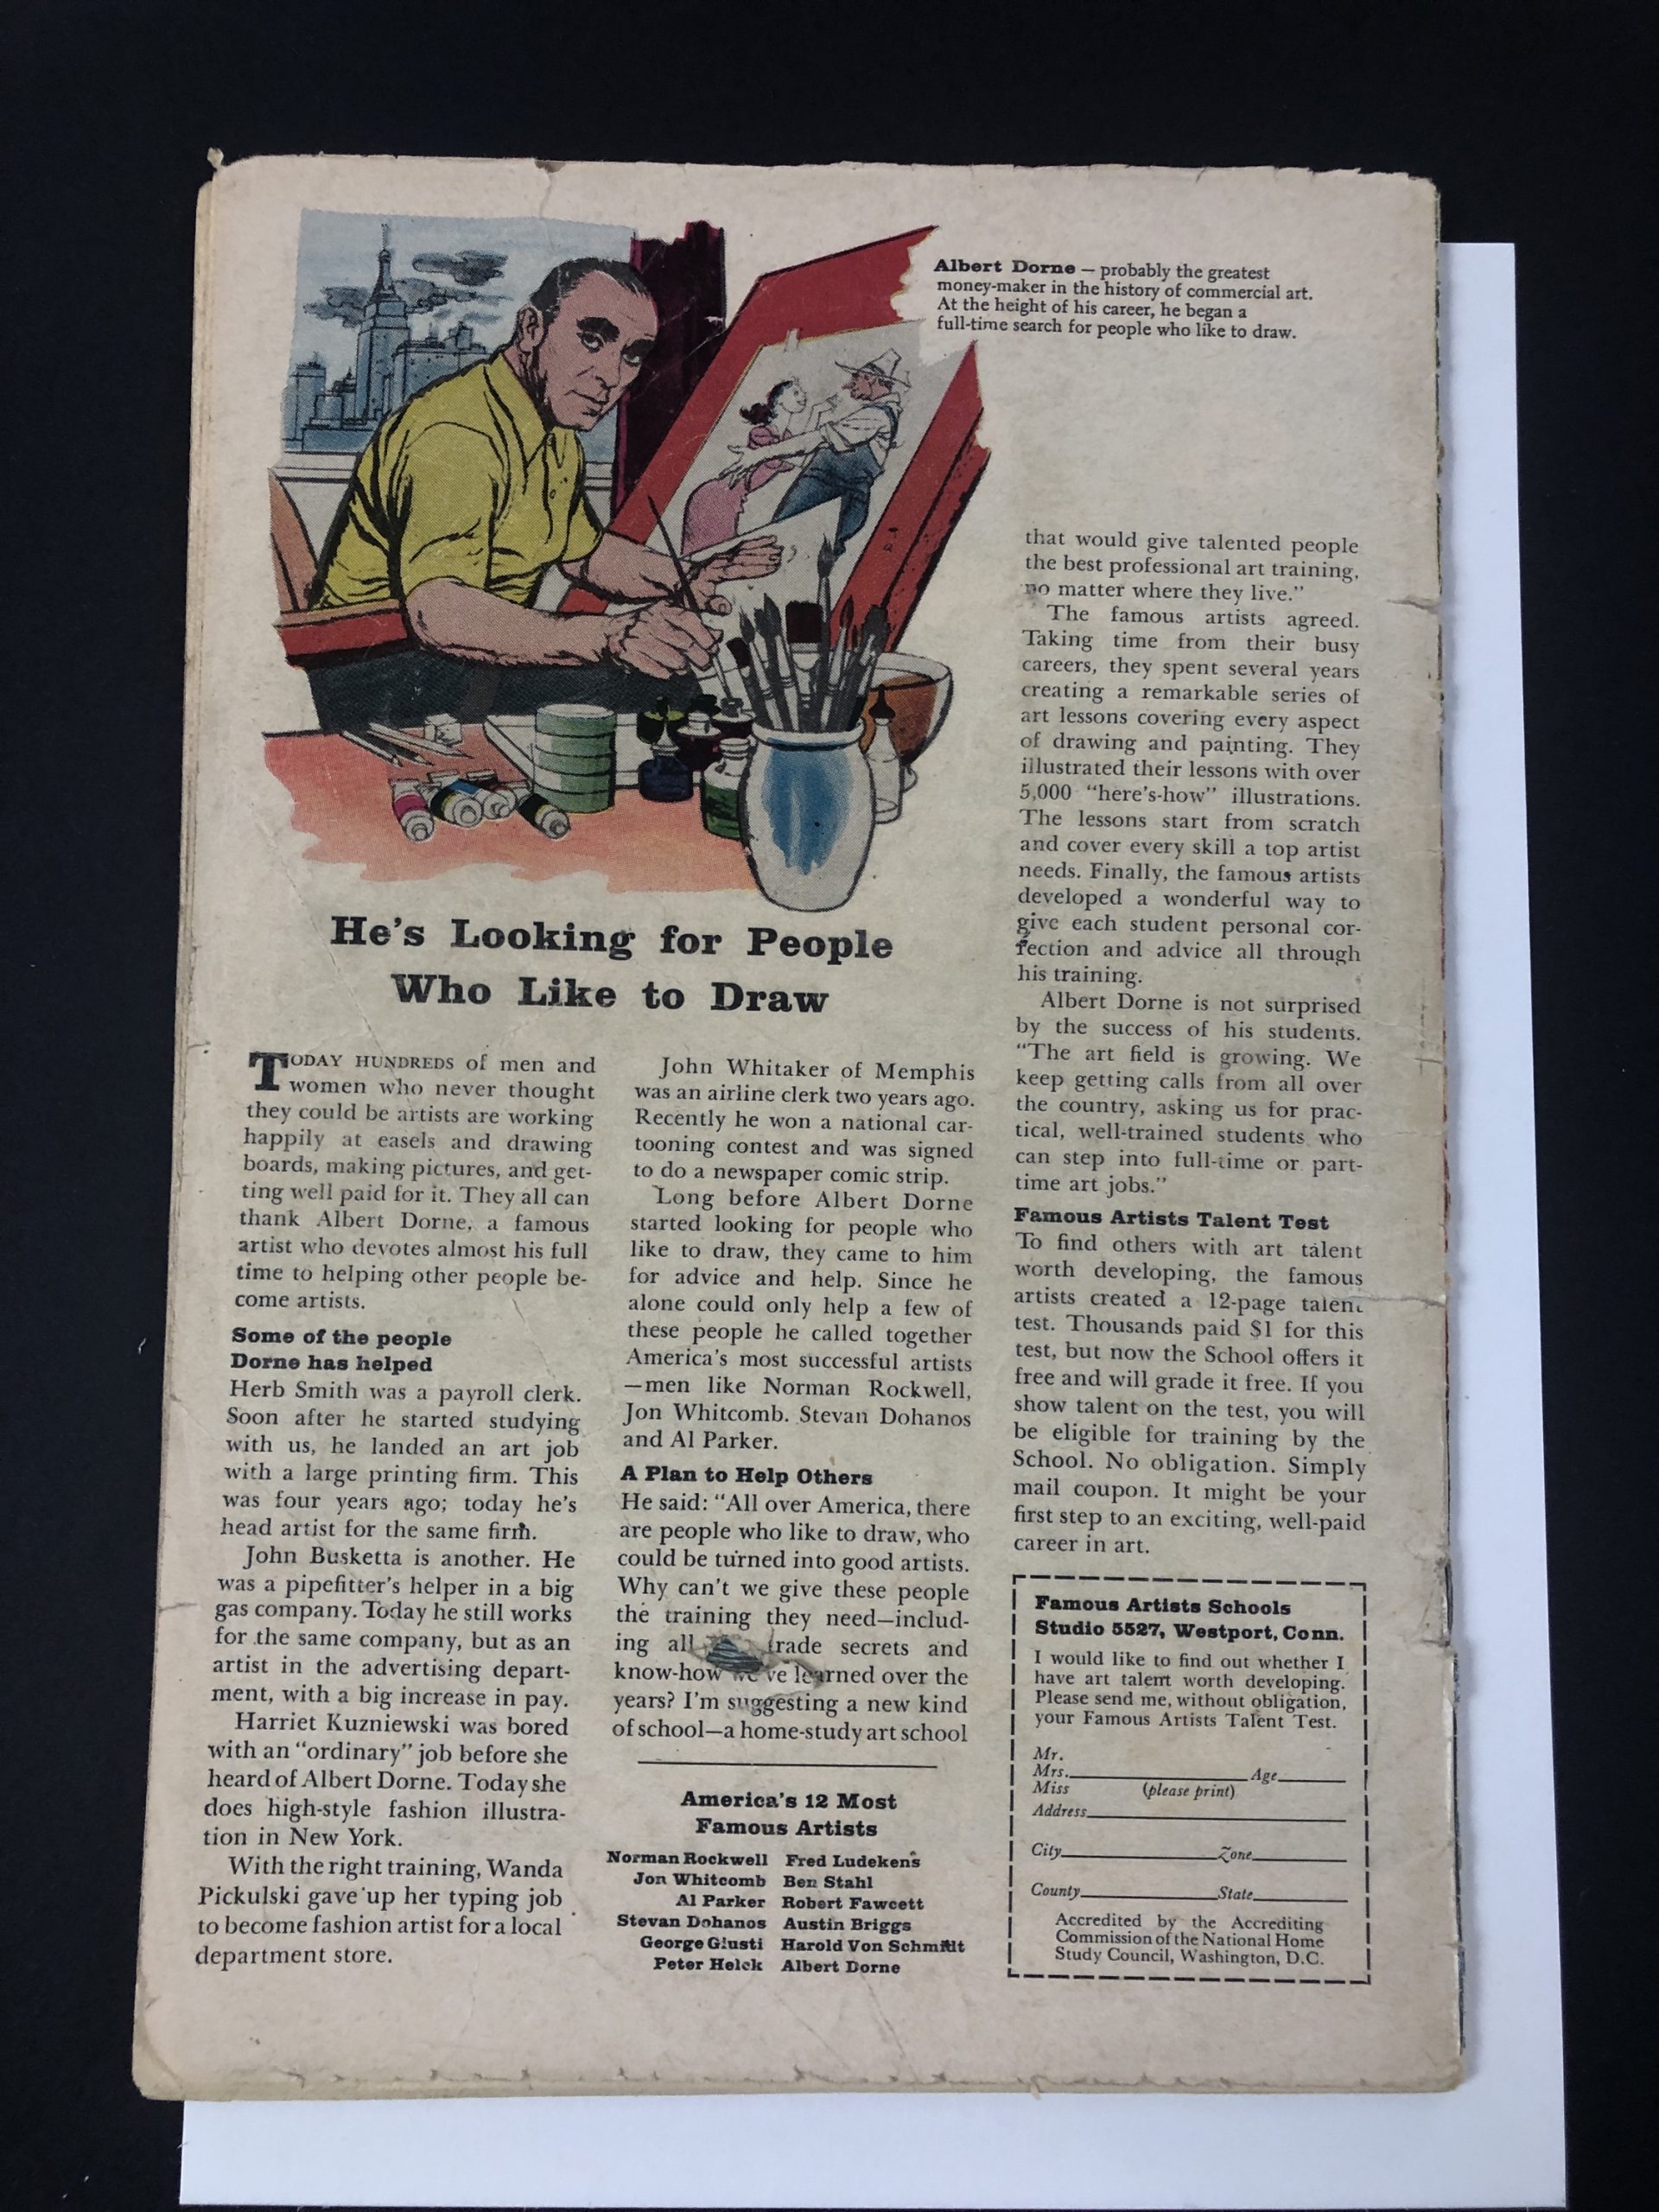 Albert Dorne — probably the greatest
money-maker in the history of commercial art.
At the height of his career, he began a
full-time search for people who like to draw.
He's Looking for People
Who Like to Draw
TODAY HUNDREDS of men and
women who never thought
they could be artists are working
happily at easels and drawing
boards, making pictures, and get-
ting well paid for it. They all can
thank Albert Dorne, a famous
artist who devotes almost his full
time to helping other people be-
come artists.
Some of the people
Dorne has helped
Herb Smith was a payroll clerk.
Soon after he started studying
with us, he landed an art job
with a large printing firm. This
was four years ago; today he's
head artist for the same firm.
John Busketta is another. He
was a pipefitter's helper in a big
gas company. Today he still works
for the same company, but as an
artist in the advertising depart-
ment, with a big increase in pay.
Harriet Kuzniewski was bored
with an "ordinary" job before she
heard of Albert Dorne. Today she
does high-style fashion illustra-
tion in New York.
With the right training, Wanda
Pickulski gave up her typing job
to become fashion artist for a local
department store.
John Whitaker of Memphis
was an airline clerk two years ago.
Recently he won a national car-
tooning contest and was signed
to do a newspaper comic strip.
Long before Albert Dorne
started looking for people who
like to draw, they came to him
for advice and help. Since he
alone could only help a few of
these people he called together
America's most successful artists
—men like Norman Rockwell,
Jon Whitcomb. Stevan Dohanos
and Al Parker.
A Plan to Help Others
He said: "All over America, there
are people who like to draw, who
could be turned into good artists.
Why can't we give these people
the training they need—includ-
ing all trade secrets and
know-how we've learned over the
years? I'm suggesting a new kind
of school—a home-study art school
America's 12 Most
Famous Artists
Norman Rockwell Fred Ludekens
Jon Whitcomb Ben Stahl
Al Parker Robert Fawcett
Stevan Dohanos Austin Briggs
George Giusti Harold Von Schmidt
Peter Helck Albert Dorne
that would give talented people
the best professional art training,
no matter where they live."
The famous artists agreed.
Taking time from their busy
careers, they spent several years
creating a remarkable series of
art lessons covering every aspect
of drawing and painting. They
illustrated their lessons with over
5,000 "here's-how" illustrations.
The lessons start from scratch
and cover every skill a top artist
needs. Finally, the famous artists
developed a wonderful way to
give each student personal cor-
rection and advice all through
his training.
Albert Dorne is not surprised
by the success of his students.
"The art field is growing. We
keep getting calls from all over
the country, asking us for prac-
tical, well-trained students who
can step into full-time or part-
time art jobs."
Famous Artists Talent Test
To find others with art talent
worth developing, the famous
artists created a 12-page talent
test. Thousands paid $1 for this
test, but now the School offers it
free and will grade it free. If you
show talent on the test, you will
be eligible for training by the
School. No obligation. Simply
mail coupon. It might be your
first step to an exciting, well-paid
career in art.
Famous Artists Schools
Studio 5527, Westport, Conn.
I would like to find out whether I
have art talent worth developing.
Please send me, without obligation,
your Famous Artists Talent Test.
Mr.
Mrs. Age
Miss (please print)
Address
City Zone
County State
Accredited by the Accrediting
Commission of the National Home
Study Council, Washington, D.C.